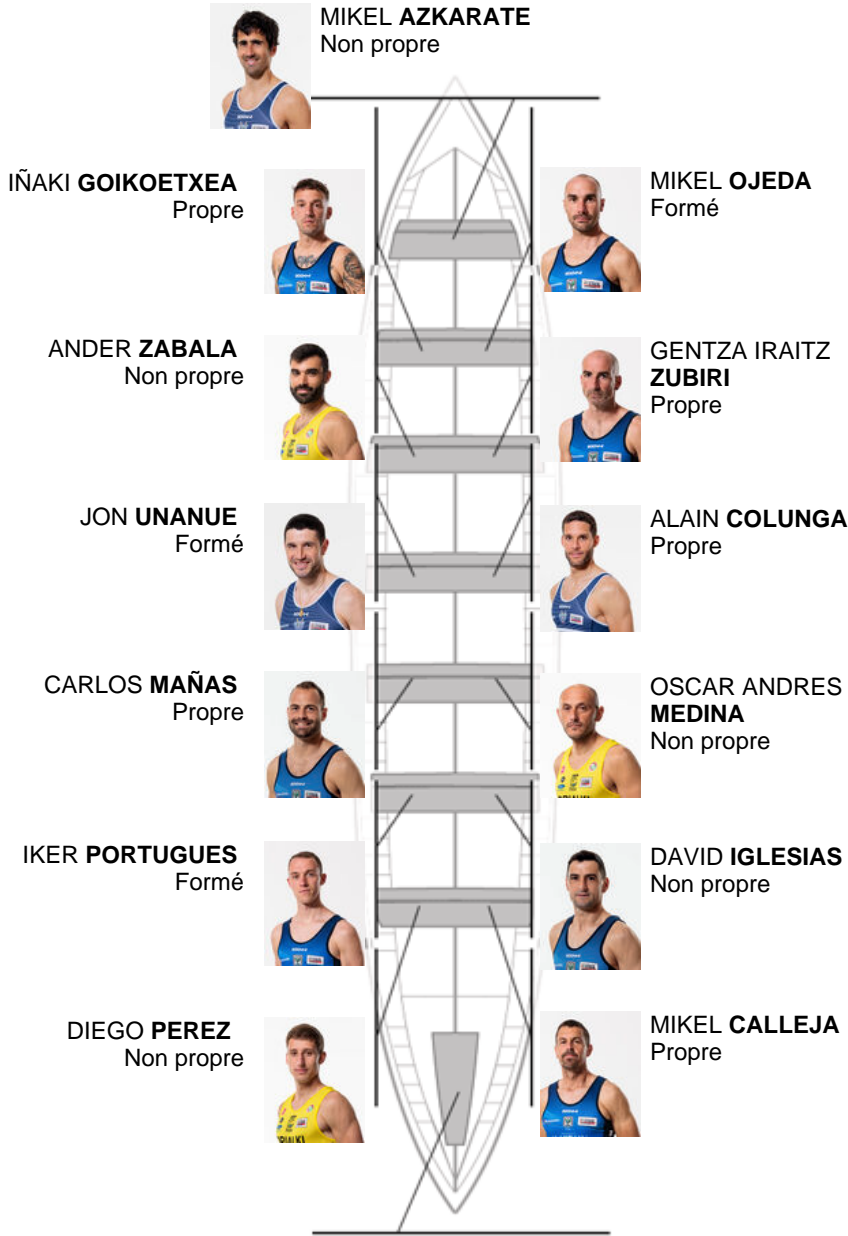 MIKEL AZKARATE
Non propre
IÑAKI GOIKOETXEA
Propre
MIKEL OJEDA
Formé
ANDER ZABALA
Non propre
GENTZA IRAITZ
ZUBIRI
Propre
JON UNANUE
Formé
ALAIN COLUNGA
Propre
CARLOS MAÑAS
Propre
OSCAR ANDRES
MEDINA
Non propre
IKER PORTUGUES
Formé
DAVID IGLESIAS
Non propre
DIEGO PEREZ
Non propre
MIKEL CALLEJA
Propre